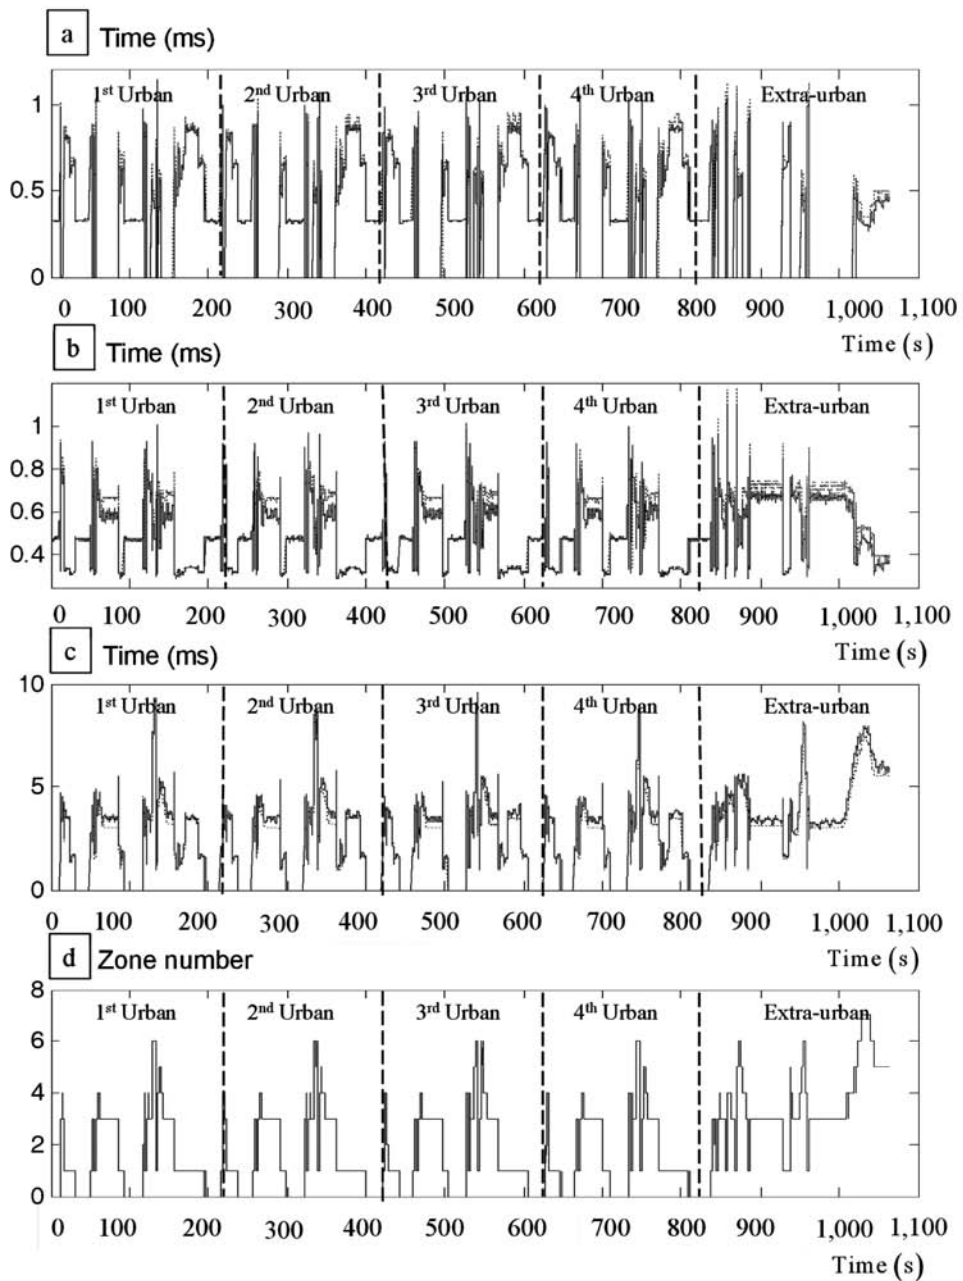 a Time (ms)
1st Urban 2nd Urban 3rd Urban 4th Urban Extra-urban
1
0.5
0
0 100 200 300 400 500 600 700 800 900 1,000 1,100
Time (s)
b Time (ms)
1st Urban 2nd Urban 3rd Urban 4th Urban Extra-urban
1
0.8
0.6
0.4
0 100 200 300 400 500 600 700 800 900 1,000 1,100
Time (s)
c Time (ms)
10
1st Urban 2nd Urban 3rd Urban 4th Urban Extra-urban
5
0
0 100 200 300 400 500 600 700 800 900 1,000 1,100
Time (s)
d Zone number
8
1st Urban 2nd Urban 3rd Urban 4th Urban Extra-urban
6
4
2
0
0 100 200 300 400 500 600 700 800 900 1,000 1,100
Time (s)